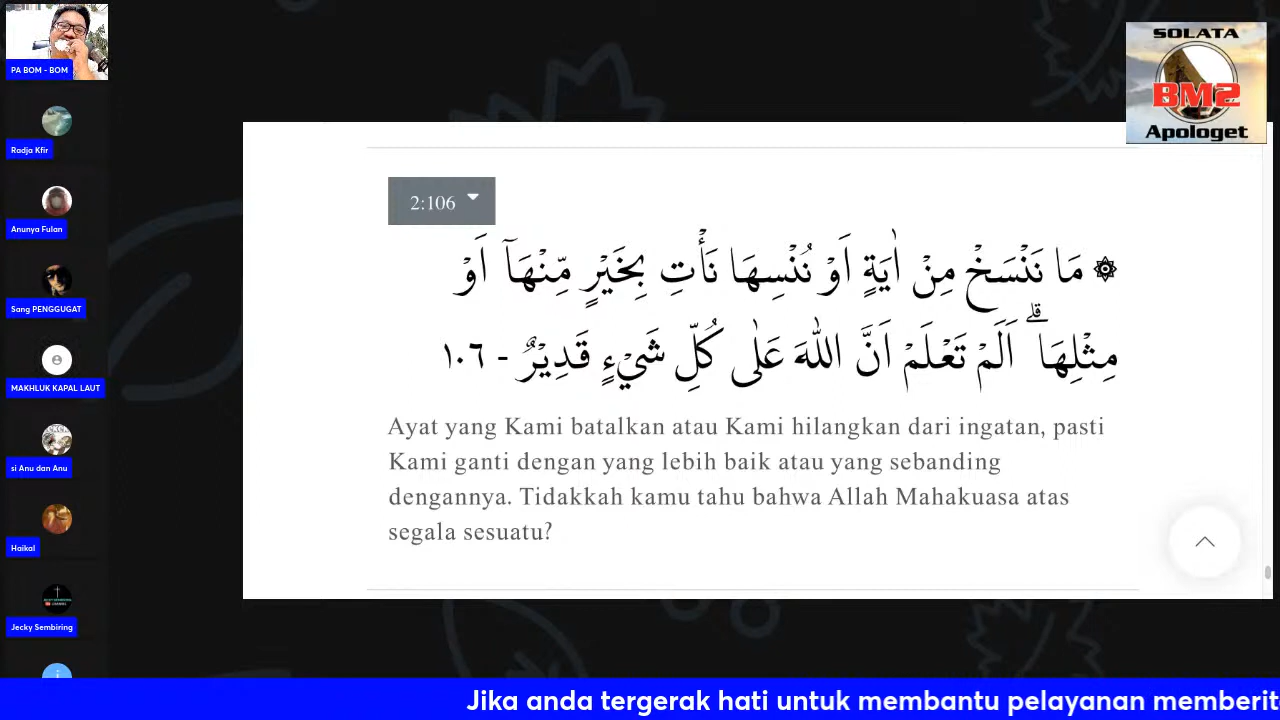 PA BOM - BOM
Radja Kfir
Anunya Fulan
Sang PENGGUGAT
MAKHLUK KAPAL LAUT
si Anu dan Anu
Haikal
Jecky Sembiring
SOLATA
BM2
Apologet
2:106
۞ مَا نَنْسَخْ مِنْ اٰيَةٍ اَوْ نُنْسِهَا نَأْتِ بِخَيْرٍ مِّنْهَآ اَوْ
مِثْلِهَاۗ اَلَمْ تَعْلَمْ اَنَّ اللّٰهَ عَلٰى كُلِّ شَيْءٍ قَدِيْرٌ - ١٠٦
Ayat yang Kami batalkan atau Kami hilangkan dari ingatan, pasti
Kami ganti dengan yang lebih baik atau yang sebanding
dengannya. Tidakkah kamu tahu bahwa Allah Mahakuasa atas
segala sesuatu?
Jika anda tergerak hati untuk membantu pelayanan memberit